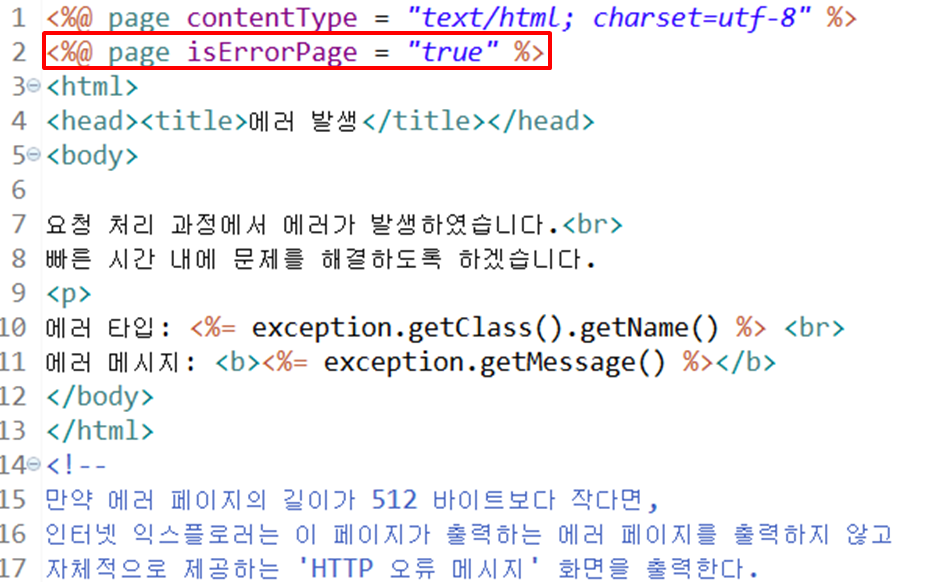 1 <%@ page contentType = "text/html; charset=utf-8" %>
2 <%@ page isErrorPage = "true" %>
3 <html>
4 <head><title>에러 발생</title></head>
5 <body>
6
7 요청 처리 과정에서 에러가 발생하였습니다.<br>
8 빠른 시간 내에 문제를 해결하도록 하겠습니다.
9 <p>
10 에러 타입: <%= exception.getClass().getName() %> <br>
11 에러 메시지: <b><%= exception.getMessage() %></b>
12 </body>
13 </html>
14 <!--
15 만약 에러 페이지의 길이가 512 바이트보다 작다면,
16 인터넷 익스플로러는 이 페이지가 출력하는 에러 페이지를 출력하지 않고
17 자체적으로 제공하는 'HTTP 오류 메시지' 화면을 출력한다.